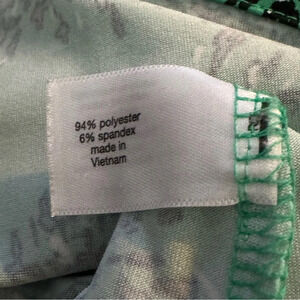 94% polyester
6% spandex
made in
Vietnam